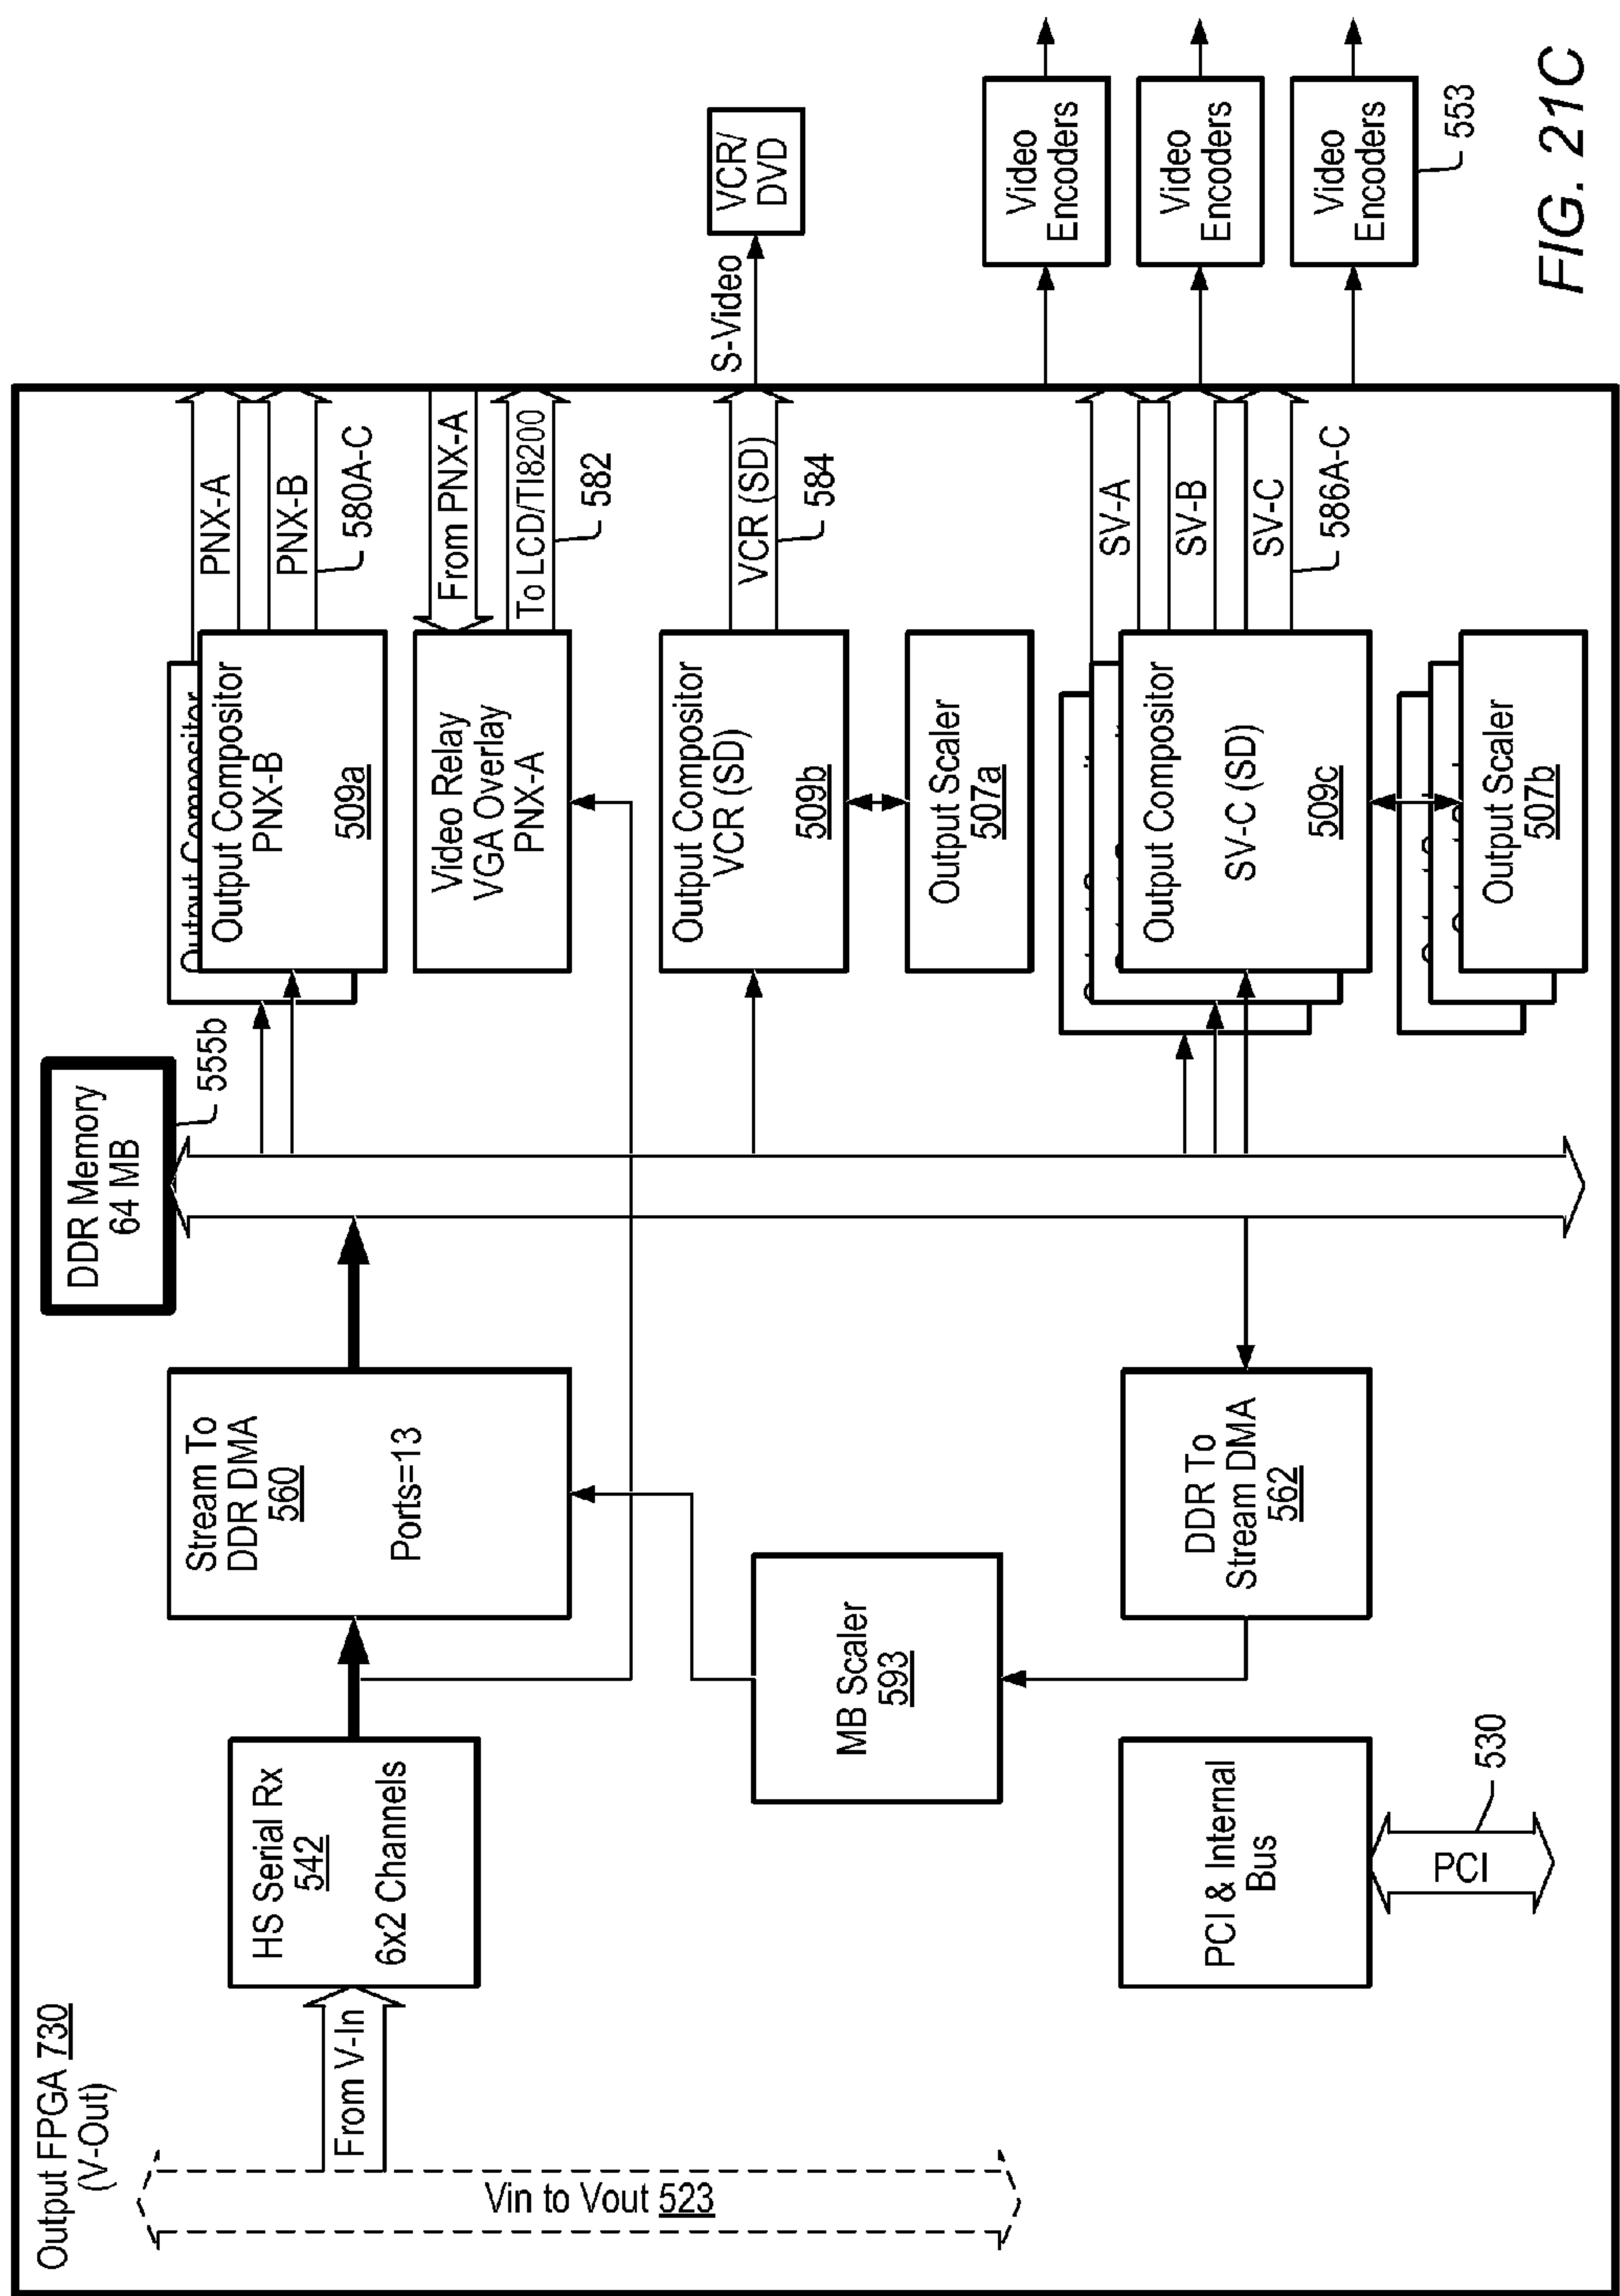 Output FPGA 730
(V-Out)
Vin to Vout 523
From V-In
HS Serial Rx
542
6x2 Channels
Stream To
DDR DMA
560
Ports=13
DDR Memory
64 MB
555b
Output Compositor
Output Compositor
PNX-B
509a
PNX-A
PNX-B
580A-C
Video Relay
VGA Overlay
PNX-A
From PNX-A
To LCD/TI8200
582
Output Compositor
VCR (SD)
509b
VCR (SD)
584
S-Video
VCR/
DVD
Output Scaler
507a
MB Scaler
593
PCI & Internal
Bus
PCI
530
DDR To
Stream DMA
562
Output Compositor
SV-C (SD)
509c
SV-A
SV-B
SV-C
586A-C
Output Scaler
507b
Video
Encoders
Video
Encoders
Video
Encoders
553
FIG. 21C